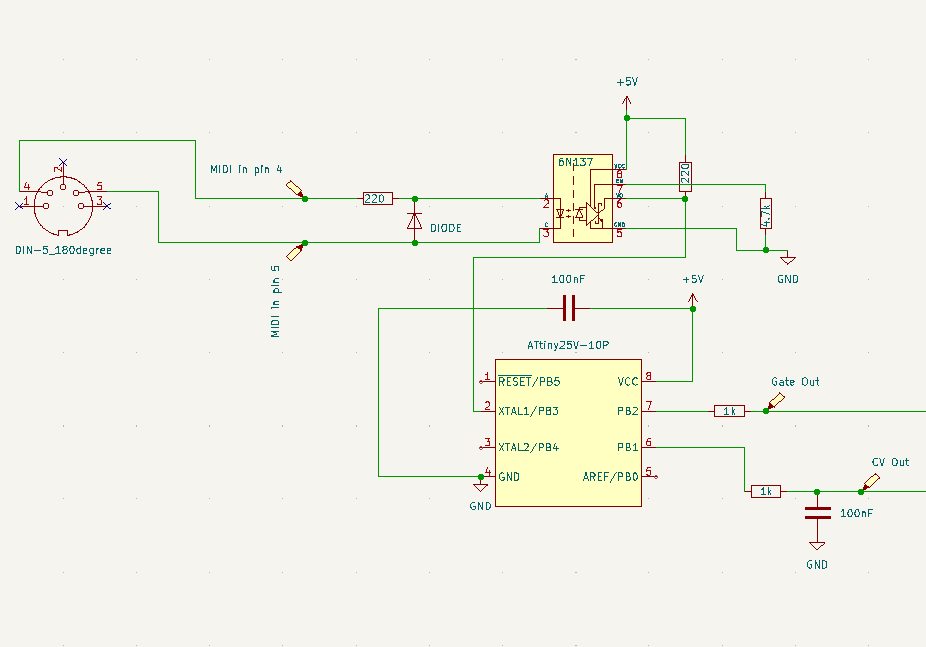 +5V
6N137
VCC
8
MIDI in pin 4
2
4
5
1
3
220
A
2
7
6
220
4.7k
C
3
GND
5
DIODE
DIN-5_180degree
MIDI in pin 5
GND
100nF
+5V
ATtiny25V-10P
1
RESET/PB5
VCC
8
Gate Out
2
XTAL1/PB3
PB2
7
1k
3
XTAL2/PB4
PB1
6
CV Out
4
GND
AREF/PB0
5
1k
GND
100nF
GND